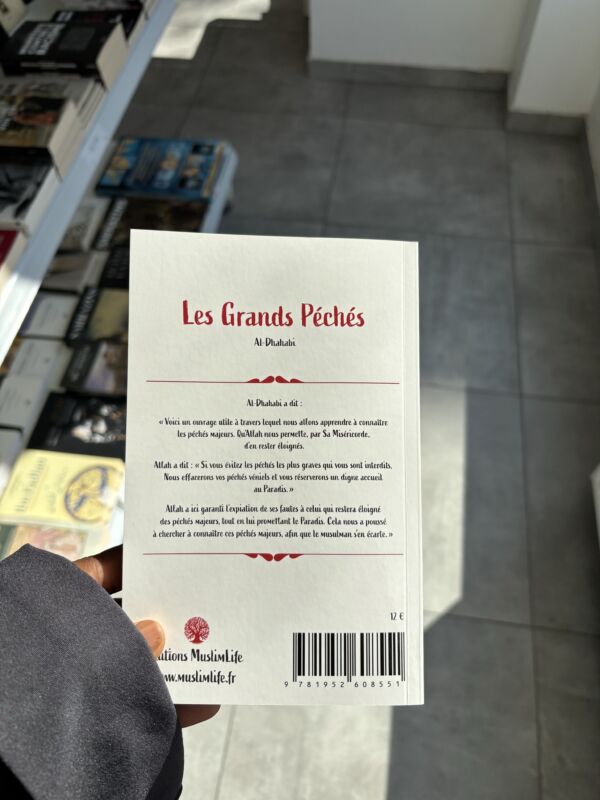 Les Grands Péchés
Al-Dhahabi
Al-Dhahabi a dit :
« Voici un ouvrage utile à travers lequel nous allons apprendre à connaître
les péchés majeurs. Qu'Allah nous permette, par Sa Miséricorde,
d'en rester éloignés.
Allah a dit : « Si vous évitez les péchés les plus graves qui vous sont interdits,
Nous effacerons vos péchés véniels et vous réserverons un digne accueil
au Paradis. »
Allah a ici garanti l'expiation de ses fautes à celui qui restera éloigné
des péchés majeurs, tout en lui promettant le Paradis. Cela nous a poussé
à chercher à connaître ces péchés majeurs, afin que le musulman s'en écarte. »
12 €
MuslimLife
.muslimlife.fr
9 781952 608551